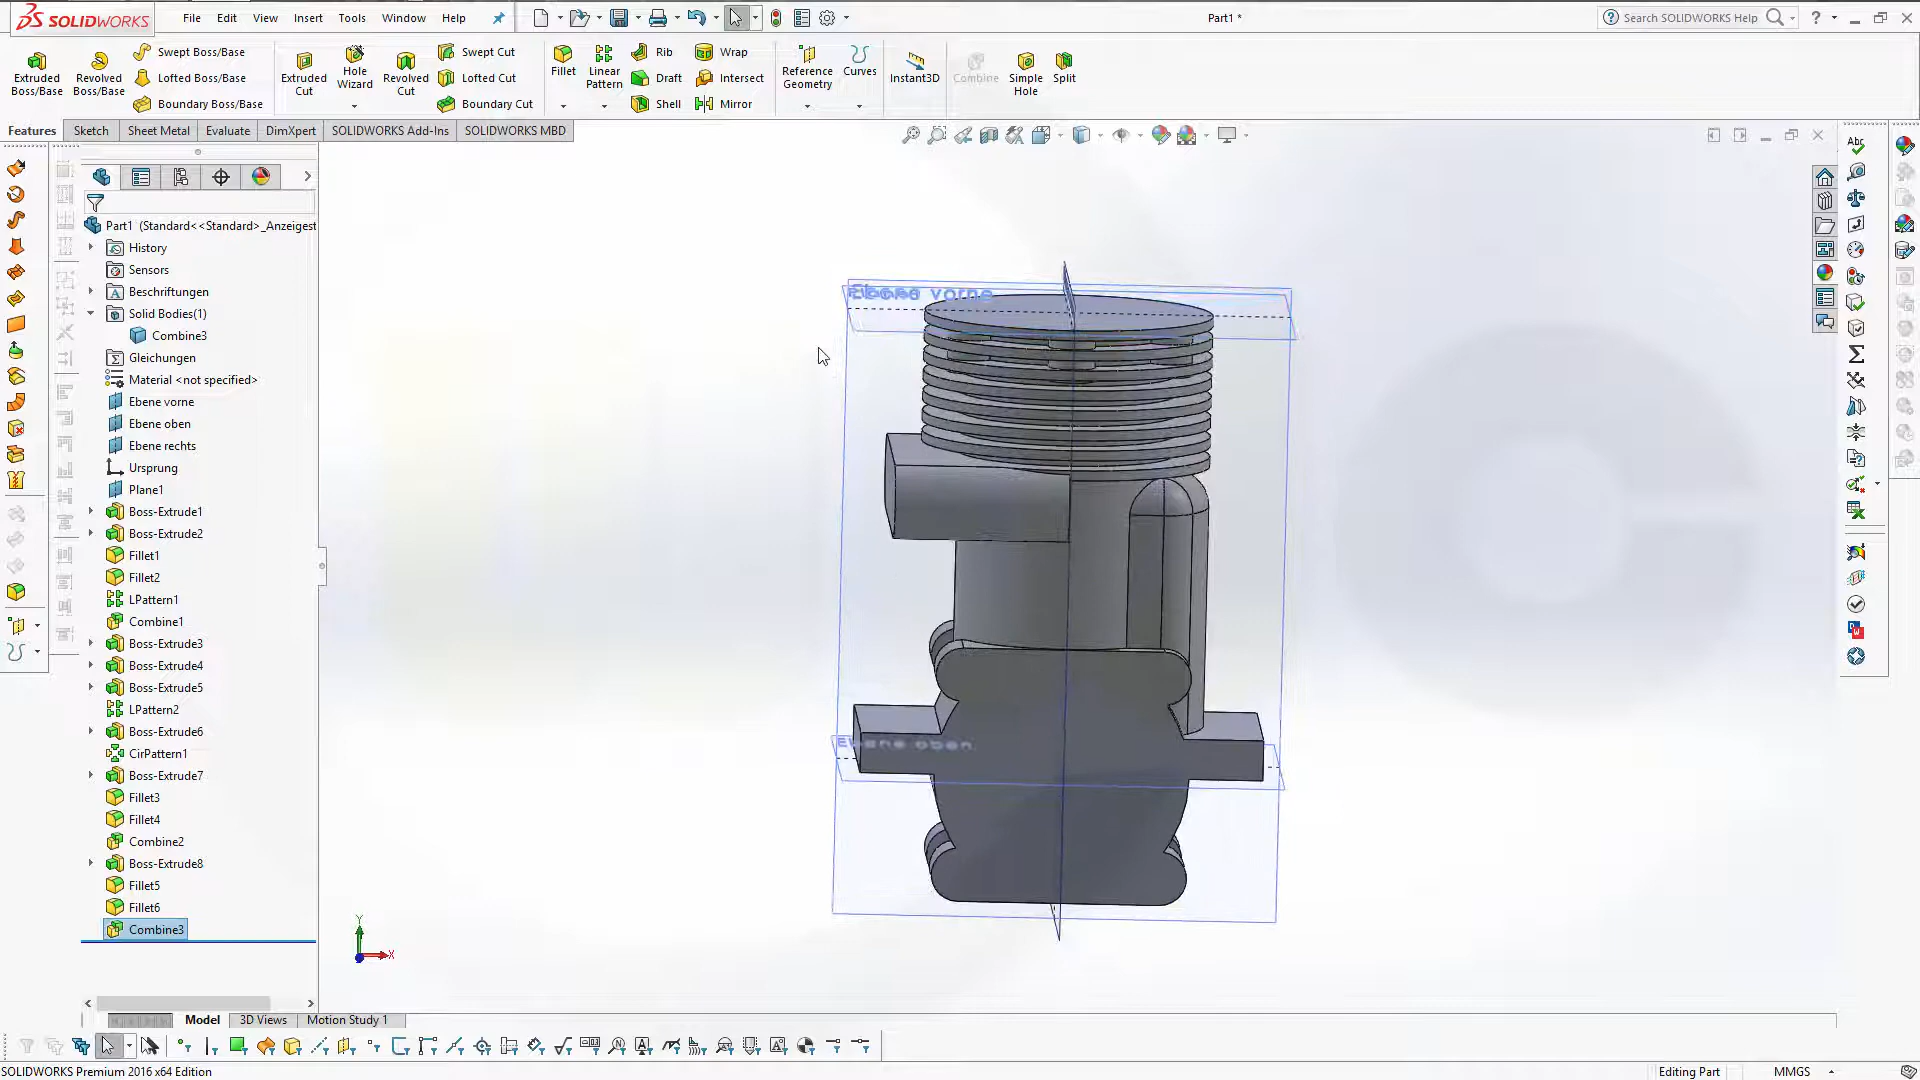 SOLIDWORKS File Edit View Insert Tools Window Help Part1 * Search SOLIDWORKS Help
Extruded Boss/Base
Revolved Boss/Base
Swept Boss/Base
Lofted Boss/Base
Boundary Boss/Base
Extruded Cut
Hole Wizard
Revolved Cut
Swept Cut
Lofted Cut
Boundary Cut
Fillet
Linear Pattern
Rib
Draft
Shell
Wrap
Intersect
Mirror
Reference Geometry
Curves
Instant3D
Combine
Simple Hole
Split
Features Sketch Sheet Metal Evaluate DimXpert SOLIDWORKS Add-Ins SOLIDWORKS MBD
Part1 (Standard<<Standard>_Anzeigest
History
Sensors
Beschriftungen
Solid Bodies(1)
Combine3
Gleichungen
Material <not specified>
Ebene vorne
Ebene oben
Ebene rechts
Ursprung
Plane1
Boss-Extrude1
Boss-Extrude2
Fillet1
Fillet2
LPattern1
Combine1
Boss-Extrude3
Boss-Extrude4
Boss-Extrude5
LPattern2
Boss-Extrude6
CirPattern1
Boss-Extrude7
Fillet3
Fillet4
Combine2
Boss-Extrude8
Fillet5
Fillet6
Combine3
Ebene vorne
Ebene oben
Y
X
Abc
Model 3D Views Motion Study 1
SOLIDWORKS Premium 2016 x64 Edition Editing Part MMGS